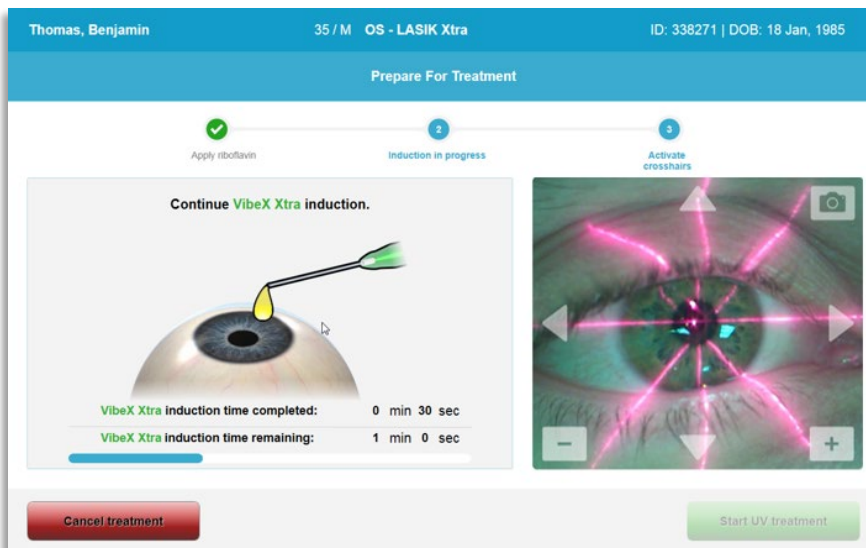 Thomas, Benjamin 35 / M OS - LASIK Xtra ID: 338271 | DOB: 18 Jan, 1985
Prepare For Treatment
2 3
Apply riboflavin Induction in progress Activate
crosshairs
Continue VibeX Xtra induction.
VibeX Xtra induction time completed: 0 min 30 sec
VibeX Xtra induction time remaining: 1 min 0 sec
Cancel treatment Start UV treatment